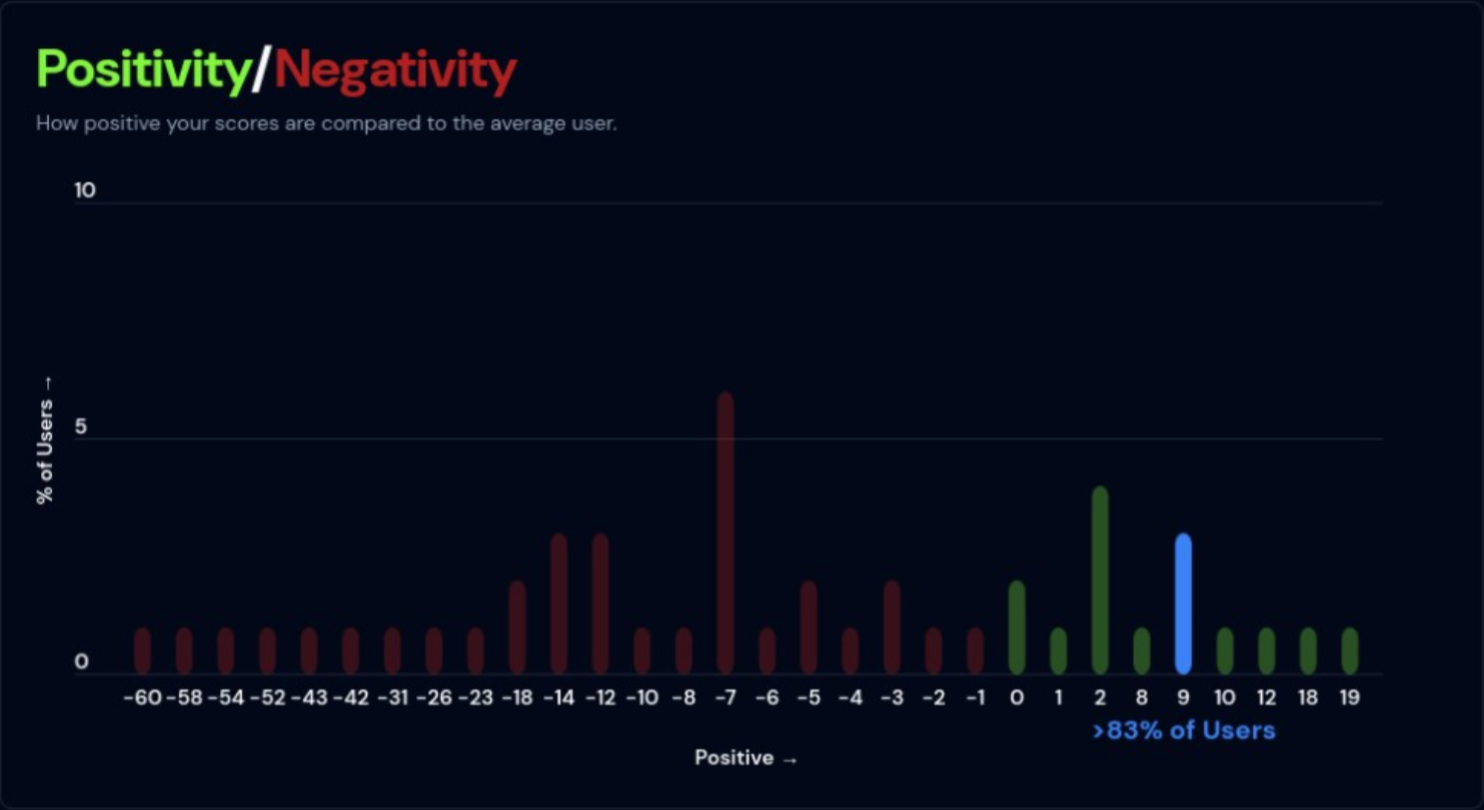 Positivity/Negativity
How positive your scores are compared to the average user.
10
5
0
% of Users →
-60 -58 -54 -52 -43 -42 -31 -26 -23 -18 -14 -12 -10 -8 -7 -6 -5 -4 -3 -2 -1 0 1 2 8 9 10 12 18 19
>83% of Users
Positive →